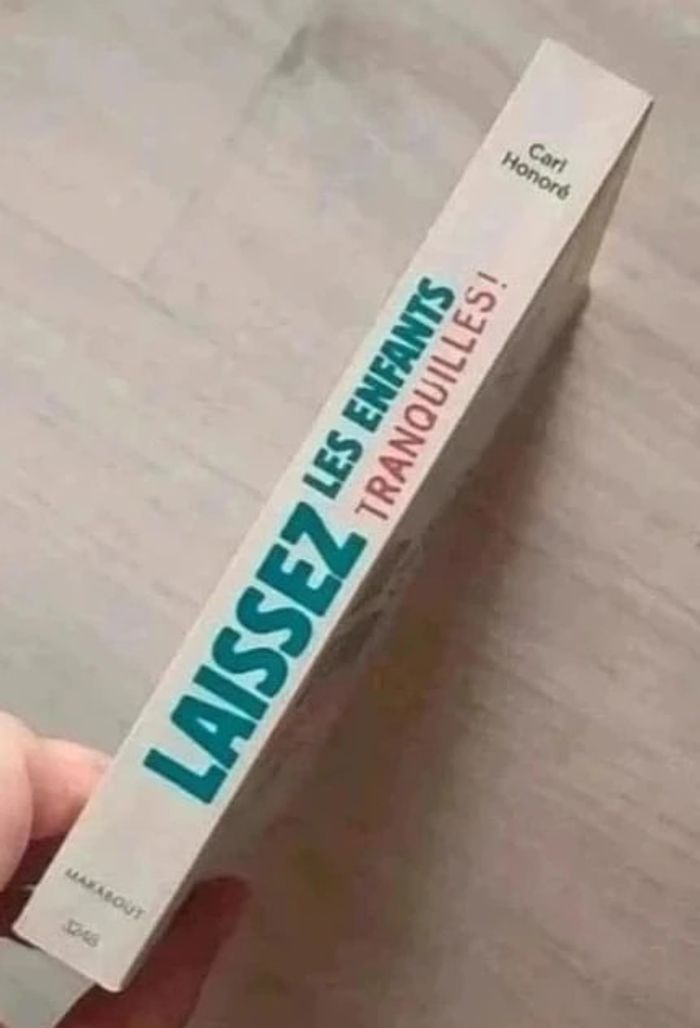 Carl
Honoré
LAISSEZ LES ENFANTS
TRANQUILLES!
MARABOUT